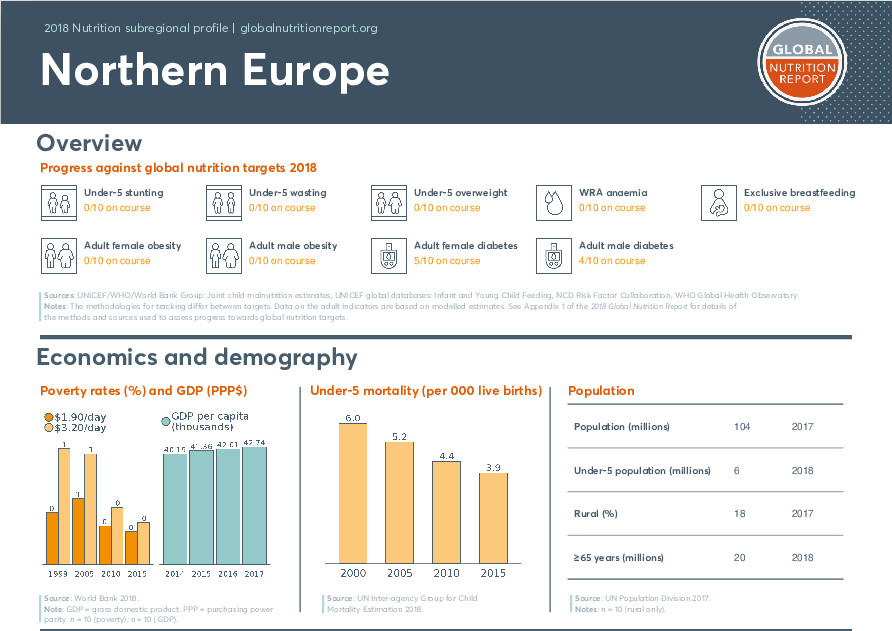 2018 Nutrition subregional profile | globalnutritionreport.org
Northern Europe
GLOBAL
NUTRITION
REPORT
Overview
Progress against global nutrition targets 2018
Under-5 stunting
0/10 on course
Under-5 wasting
0/10 on course
Under-5 overweight
0/10 on course
WRA anaemia
0/10 on course
Exclusive breastfeeding
0/10 on course
Adult female obesity
0/10 on course
Adult male obesity
0/10 on course
Adult female diabetes
5/10 on course
Adult male diabetes
4/10 on course
Sources: UNICEF/WHO/World Bank Group: Joint child malnutrition estimates, UNICEF global databases: Infant and Young Child Feeding, NCD Risk Factor Collaboration, WHO Global Health Observatory.
Notes: The methodologies for tracking differ between targets. Data on the adult indicators are based on modelled estimates. See Appendix 1 of the 2018 Global Nutrition Report for details of
the methods and sources used to assess progress towards global nutrition targets.
Economics and demography
Poverty rates (%) and GDP (PPP$)
$1.90/day
$3.20/day
0 1 1 1 0 0 0 0
1999 2005 2010 2015
GDP per capita
(thousands)
40.19 41.36 42.01 42.74
2014 2015 2016 2017
Source: World Bank 2018.
Note: GDP = gross domestic product. PPP = purchasing power
parity. n = 10 (poverty); n = 10 (GDP).
Under-5 mortality (per 000 live births)
6.0 5.2 4.4 3.9
2000 2005 2010 2015
Source: UN Inter-agency Group for Child
Mortality Estimation 2018.
Population
Population (millions) 104 2017
Under-5 population (millions) 6 2018
Rural (%) 18 2017
≥65 years (millions) 20 2018
Source: UN Population Division 2017.
Notes: n = 10 (rural only).